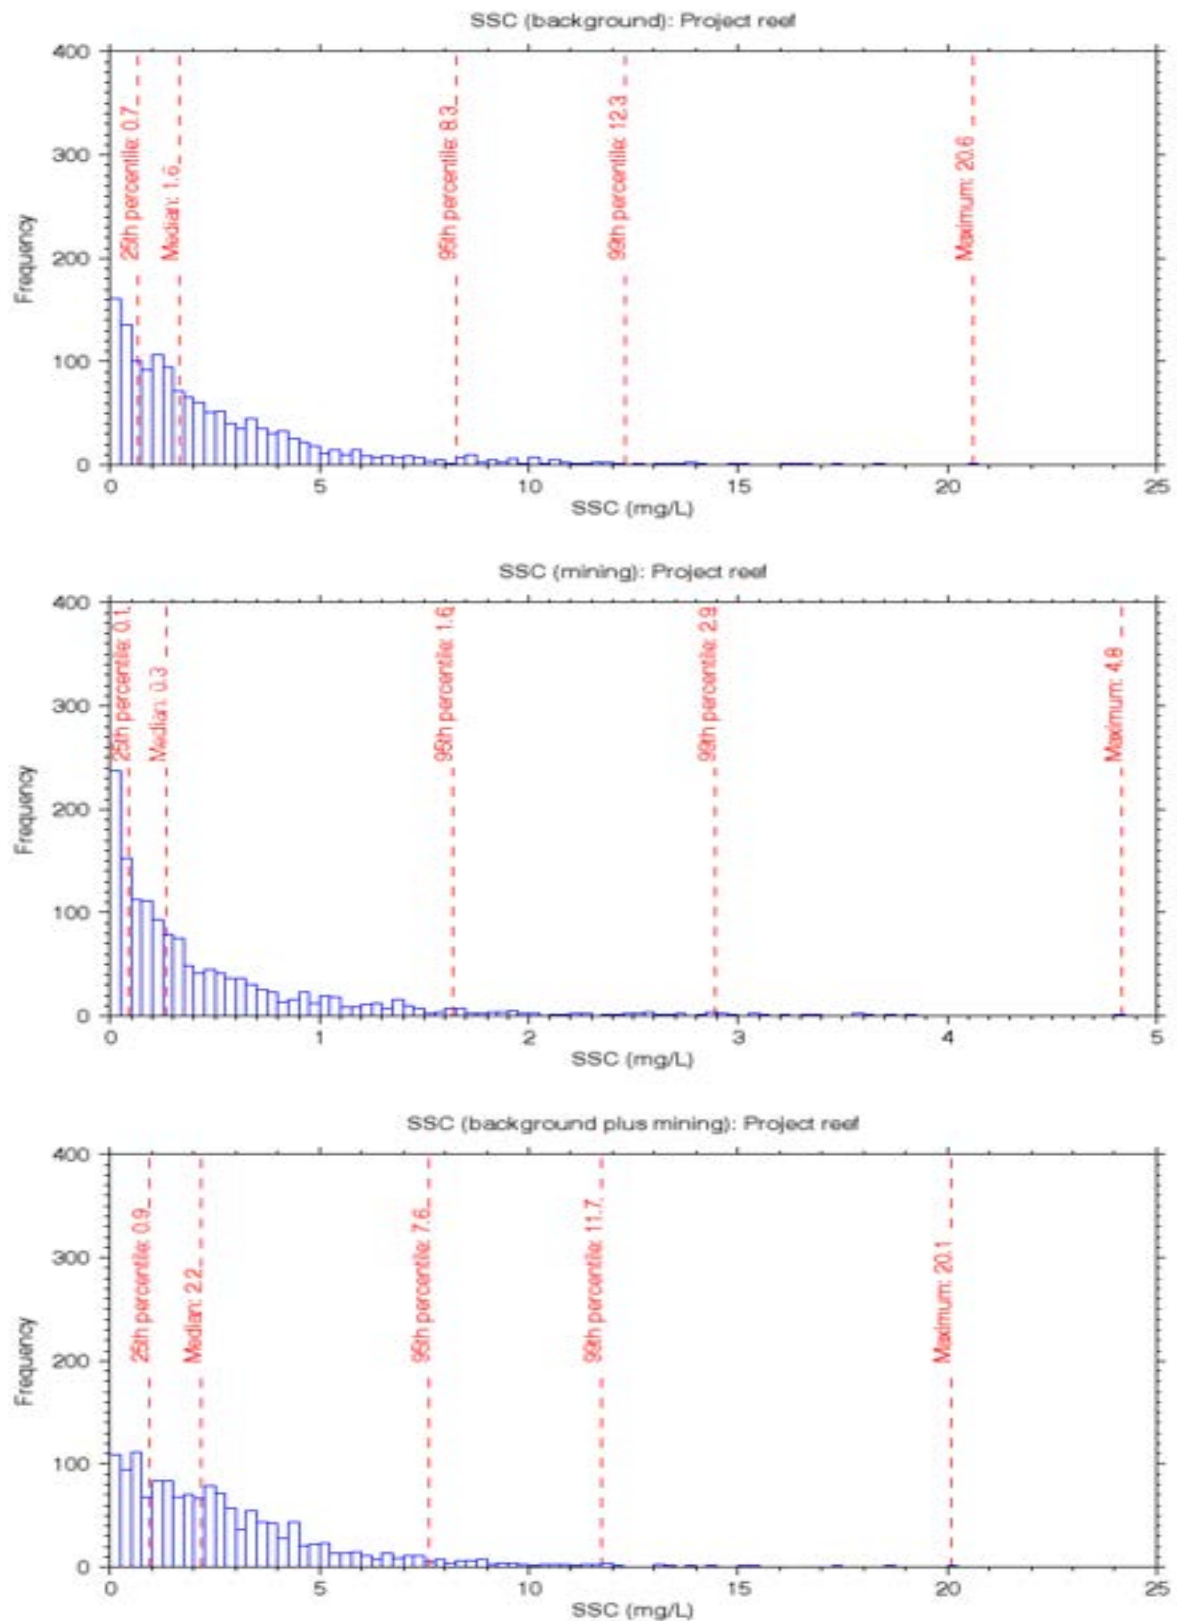 SSC (background): Project reef
400
300
200
100
0
Frequency
25th percentile: 0.7
Median: 1.6
95th percentile: 8.3
99th percentile: 12.3
Maximum: 20.6
0 5 10 15 20 25
SSC (mg/L)
SSC (mining): Project reef
400
300
200
100
0
Frequency
25th percentile: 0.1
Median: 0.3
95th percentile: 1.6
99th percentile: 2.9
Maximum: 4.8
0 1 2 3 4 5
SSC (mg/L)
SSC (background plus mining): Project reef
400
300
200
100
0
Frequency
25th percentile: 0.9
Median: 2.2
95th percentile: 7.6
99th percentile: 11.7
Maximum: 20.1
0 5 10 15 20 25
SSC (mg/L)